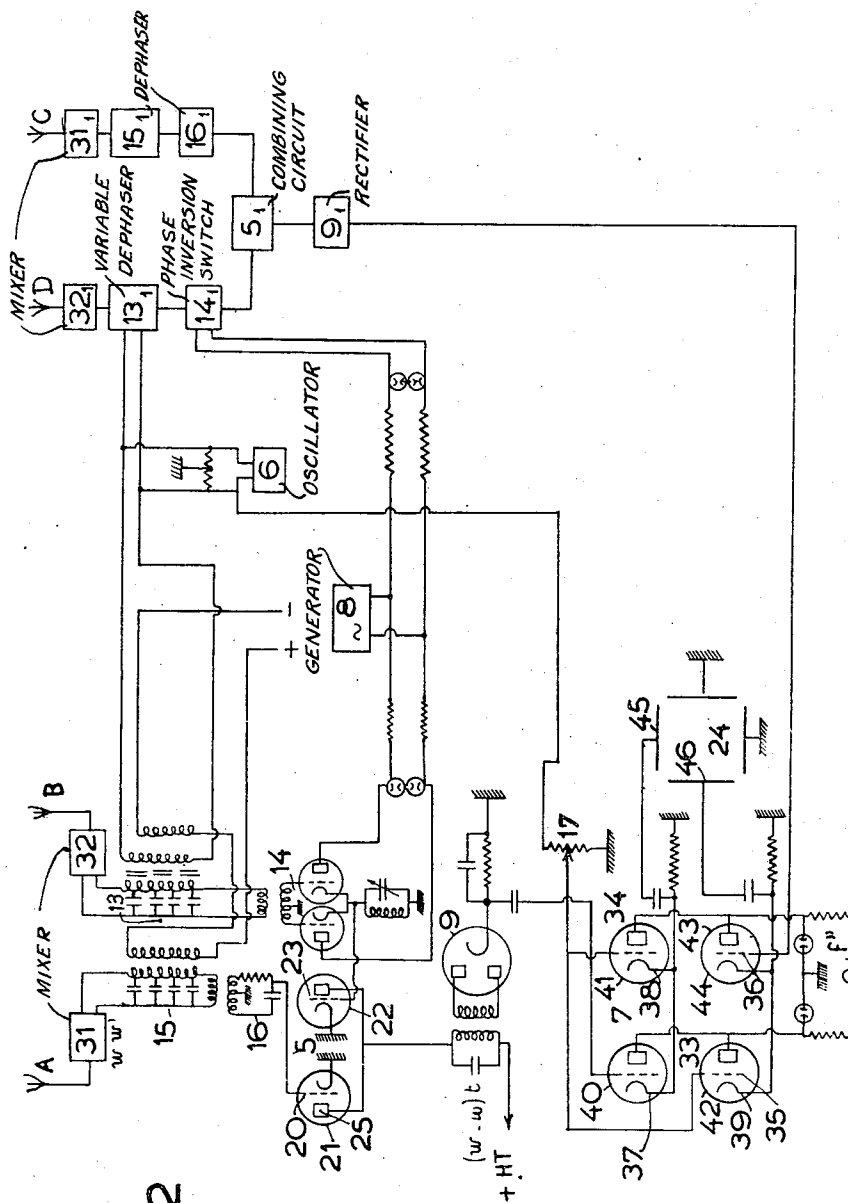 2
A
B
MIXER
31
32
w w'
13
15
16
14
20
21
25
5
23
22
9
(w - w) t
+ HT
+
-
GENERATOR
8
~
6
OSCILLATOR
MIXER
D
C
32₁
31₁
VARIABLE
DEPHASER
13₁
15₁
DEPHASER
PHASE
INVERSION
SWITCH
14₁
16₁
5₁
COMBINING
CIRCUIT
9₁
RECTIFIER
17
45
46
24
40
41
7
38
34
37
33
42
39
35
44
36
43